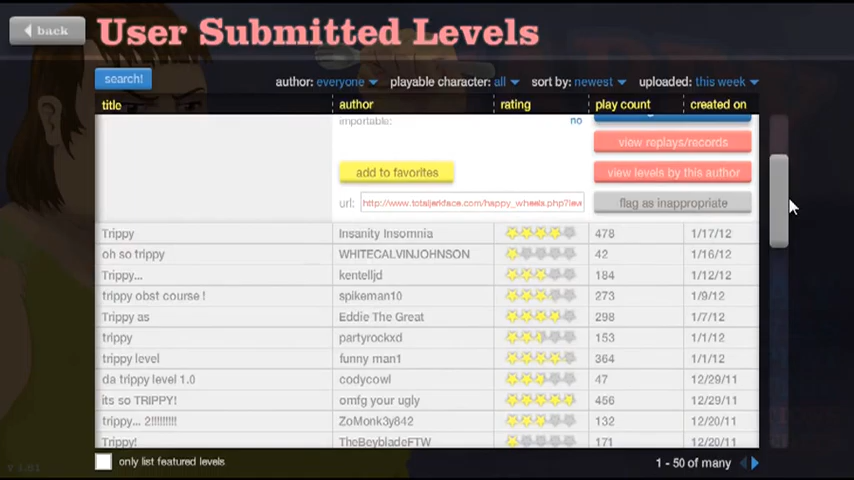 back
User Submitted Levels
search!
author: everyone playable character: all sort by: newest uploaded: this week
title author rating play count created on
importable: no
view replays/records
add to favorites view levels by this author
url: http://www.totaljerkface.com/happy_wheels.php?lev flag as inappropriate
Trippy Insanity Insomnia 478 1/17/12
oh so trippy WHITECALVINJOHNSON 42 1/16/12
Trippy... kentelljd 184 1/12/12
trippy obst course ! spikeman10 273 1/9/12
Trippy as Eddie The Great 298 1/7/12
trippy partyrockxd 153 1/1/12
trippy level funny man1 364 1/1/12
da trippy level 1.0 codycowl 47 12/29/11
its so TRIPPY! omfg your ugly 456 12/29/11
trippy... 2!!!!!!!!! ZoMonk3y842 132 12/20/11
Trippy! TheBeybladeFTW 171 12/20/11
only list featured levels 1 - 50 of many